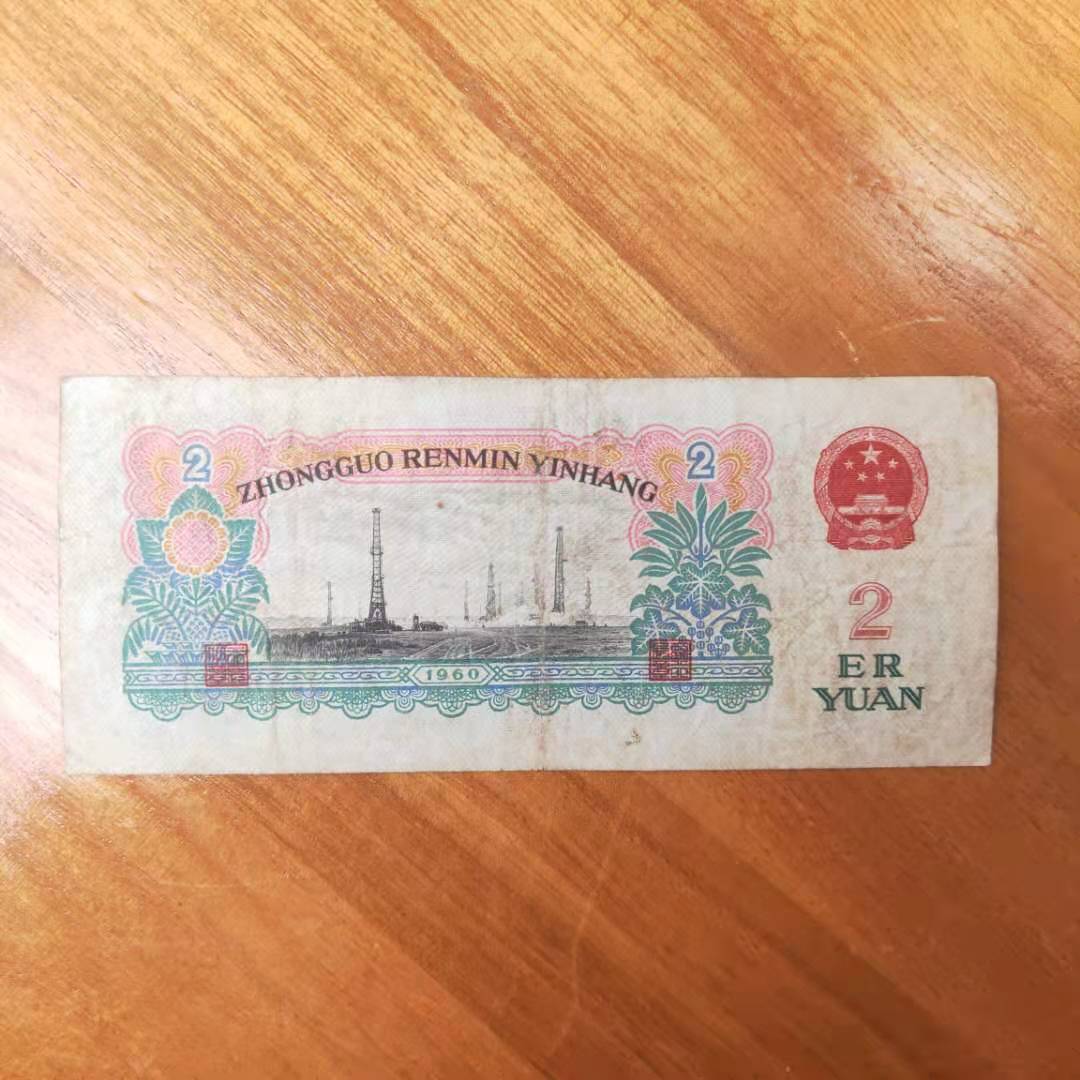 2
2
ZHONGGUO RENMIN YINHANG
2
ER
YUAN
1960